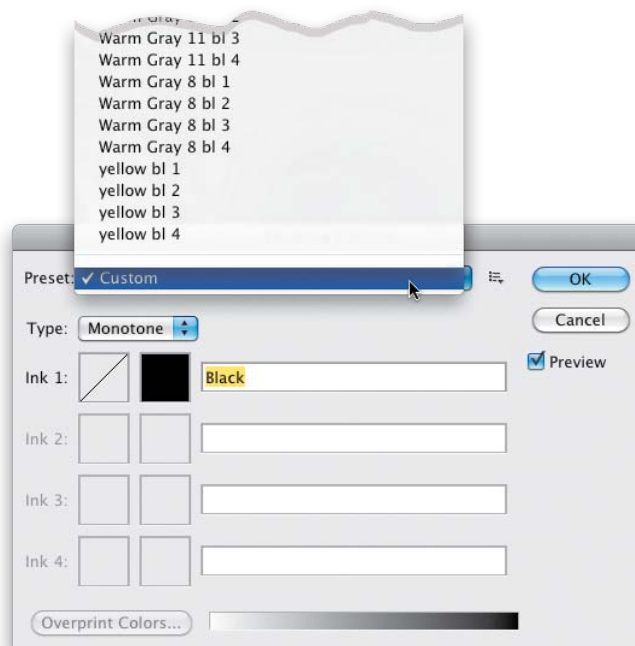 Warm Gray 11 bl 3
Warm Gray 11 bl 4
Warm Gray 8 bl 1
Warm Gray 8 bl 2
Warm Gray 8 bl 3
Warm Gray 8 bl 4
yellow bl 1
yellow bl 2
yellow bl 3
yellow bl 4
Preset: ✓ Custom
OK
Type: Monotone
Cancel
Preview
Ink 1: Black
Ink 2:
Ink 3:
Ink 4:
Overprint Colors...